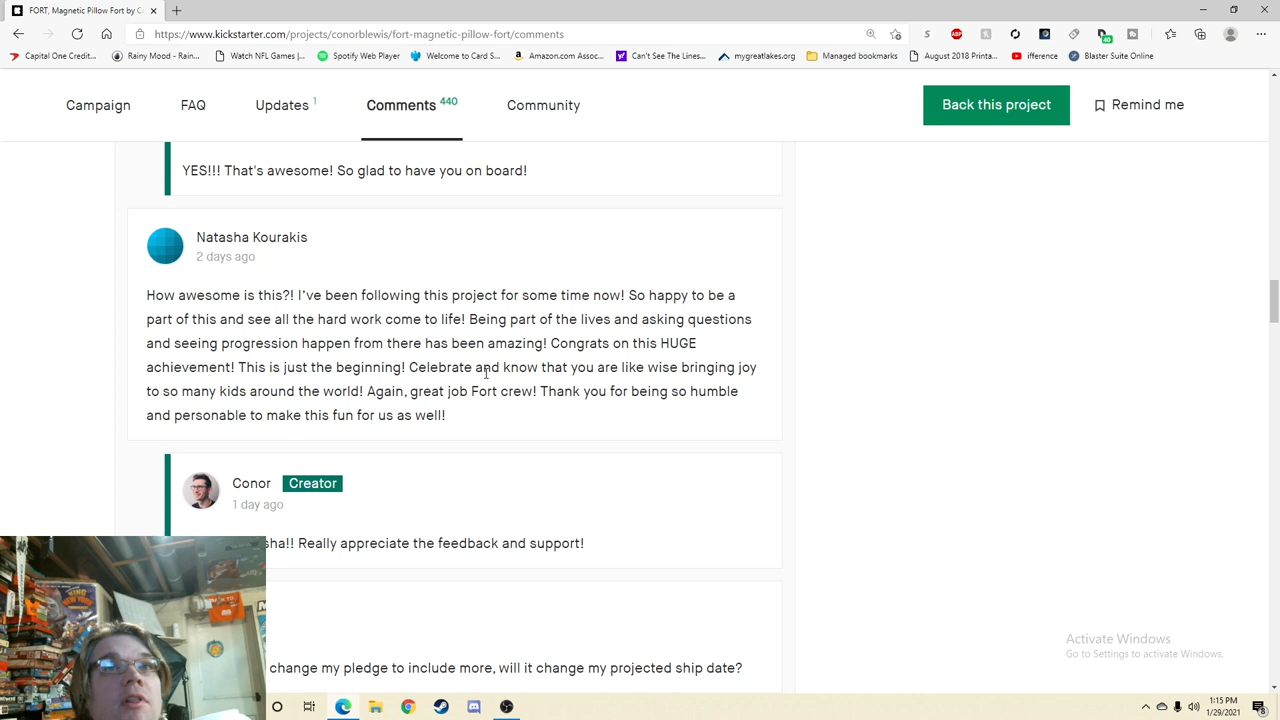 FORT, Magnetic Pillow Fort by C
https://www.kickstarter.com/projects/conorblewis/fort-magnetic-pillow-fort/comments
Capital One Credit...
Rainy Mood - Rain...
Watch NFL Games |...
Spotify Web Player
Welcome to Card S...
Amazon.com Assoc...
Can't See The Lines...
mygreatlakes.org
Managed bookmarks
August 2018 Printa...
ifference
Blaster Suite Online
Campaign
FAQ
Updates 1
Comments 440
Community
Back this project
Remind me
YES!!! That's awesome! So glad to have you on board!
Natasha Kourakis
2 days ago
How awesome is this?! I've been following this project for some time now! So happy to be a
part of this and see all the hard work come to life! Being part of the lives and asking questions
and seeing progression happen from there has been amazing! Congrats on this HUGE
achievement! This is just the beginning! Celebrate and know that you are like wise bringing joy
to so many kids around the world! Again, great job Fort crew! Thank you for being so humble
and personable to make this fun for us as well!
Conor Creator
1 day ago
sha!! Really appreciate the feedback and support!
change my pledge to include more, will it change my projected ship date?
KING
NEW YORK
Activate Windows
Go to Settings to activate Windows.
1:15 PM
1/29/2021